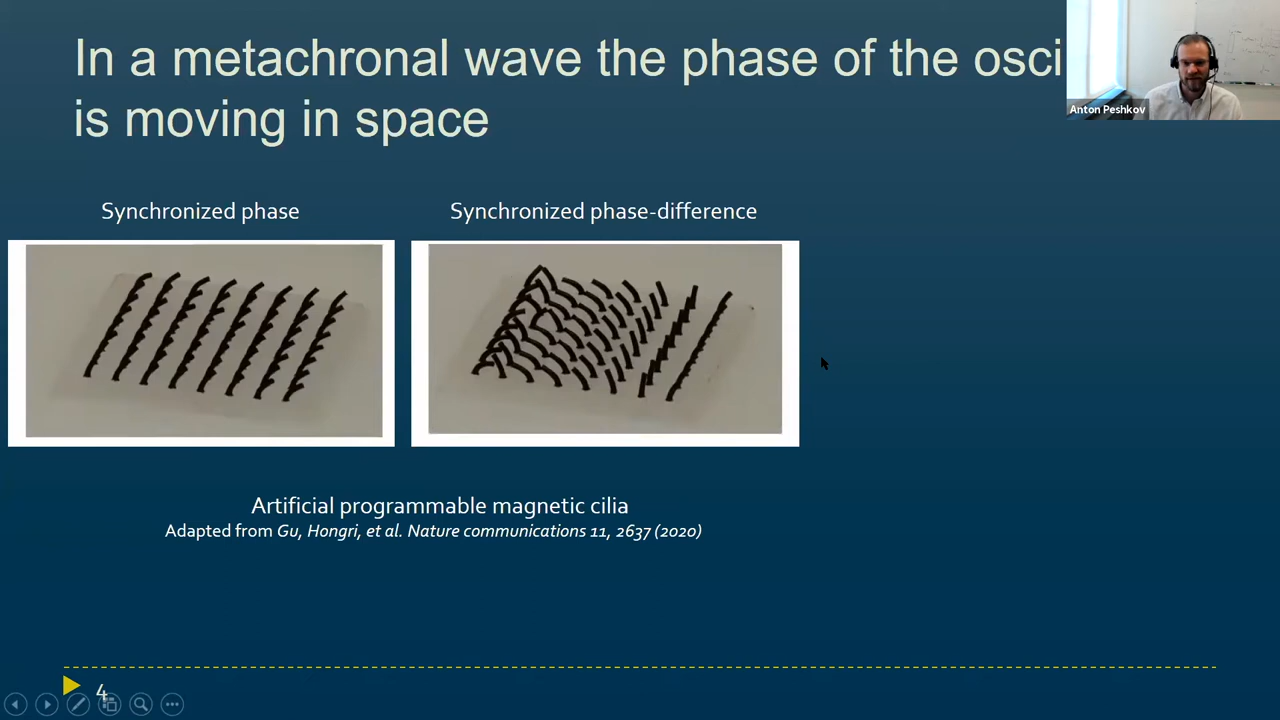 In a metachronal wave the phase of the osci
is moving in space
Anton Peshkov
Synchronized phase
Synchronized phase-difference
Artificial programmable magnetic cilia
Adapted from Gu, Hongri, et al. Nature communications 11, 2637 (2020)
4